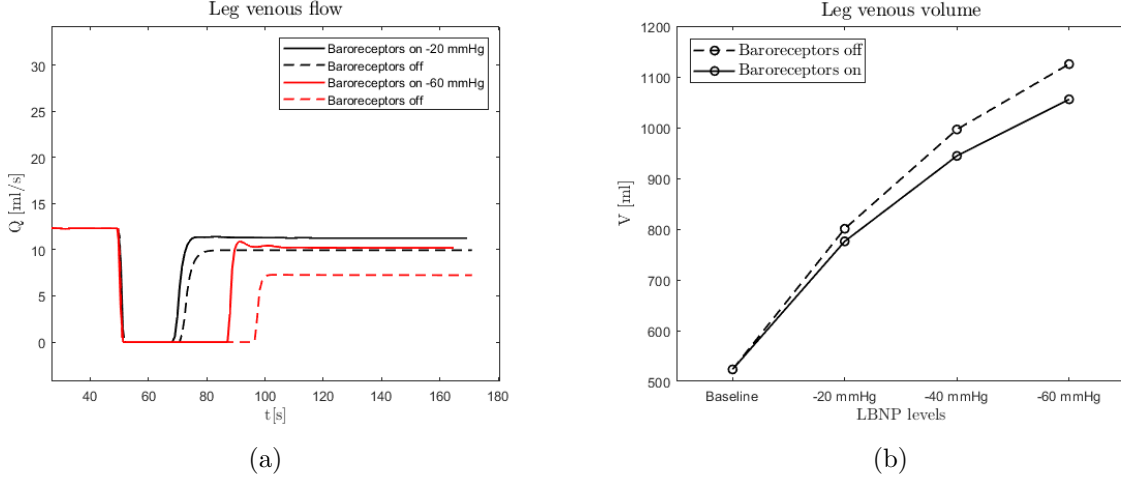 Leg venous flow
Baroreceptors on -20 mmHg
Baroreceptors off
Baroreceptors on -60 mmHg
Baroreceptors off
Q [ml/s]
30
25
20
15
10
5
0
40 60 80 100 120 140 160 180
t[s]
(a)
Leg venous volume
Baroreceptors off
Baroreceptors on
V [ml]
1200
1100
1000
900
800
700
600
500
Baseline -20 mmHg -40 mmHg -60 mmHg
LBNP levels
(b)